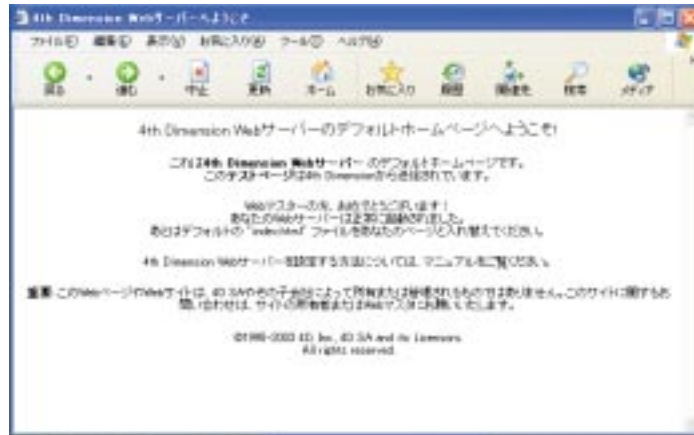 4th Dimension Webサーバーへようこそ
ファイル(F) 編集(E) 表示(V) お気に入り(A) ツール(T) ヘルプ(H)
戻る 進む 中止 更新 ホーム お気に入り 履歴 関連先 検索 メディア
4th Dimension Webサーバーのデフォルトホームページへようこそ!
これは4th Dimension Webサーバー のデフォルトホームページです。
このテストページは4th Dimensionから送信されています。
Webマスターの方、おめでとうございます!
あなたのWebサーバーは正常に起動されました。
あとはデフォルトの "index.html" ファイルをあなたのページと入れ替えてください。
4th Dimension Webサーバーを設定する方法については、マニュアルをご覧ください。
重要:このWebページやWebサイトは、4D SAやその子会社によって所有または管理されるものではありません。このサイトに関するお
問い合わせは、サイトの所有者またはWebマスタにお願いいたします。
©1995-2003 4D, Inc., 4D SA and its Licensors.
All rights reserved.